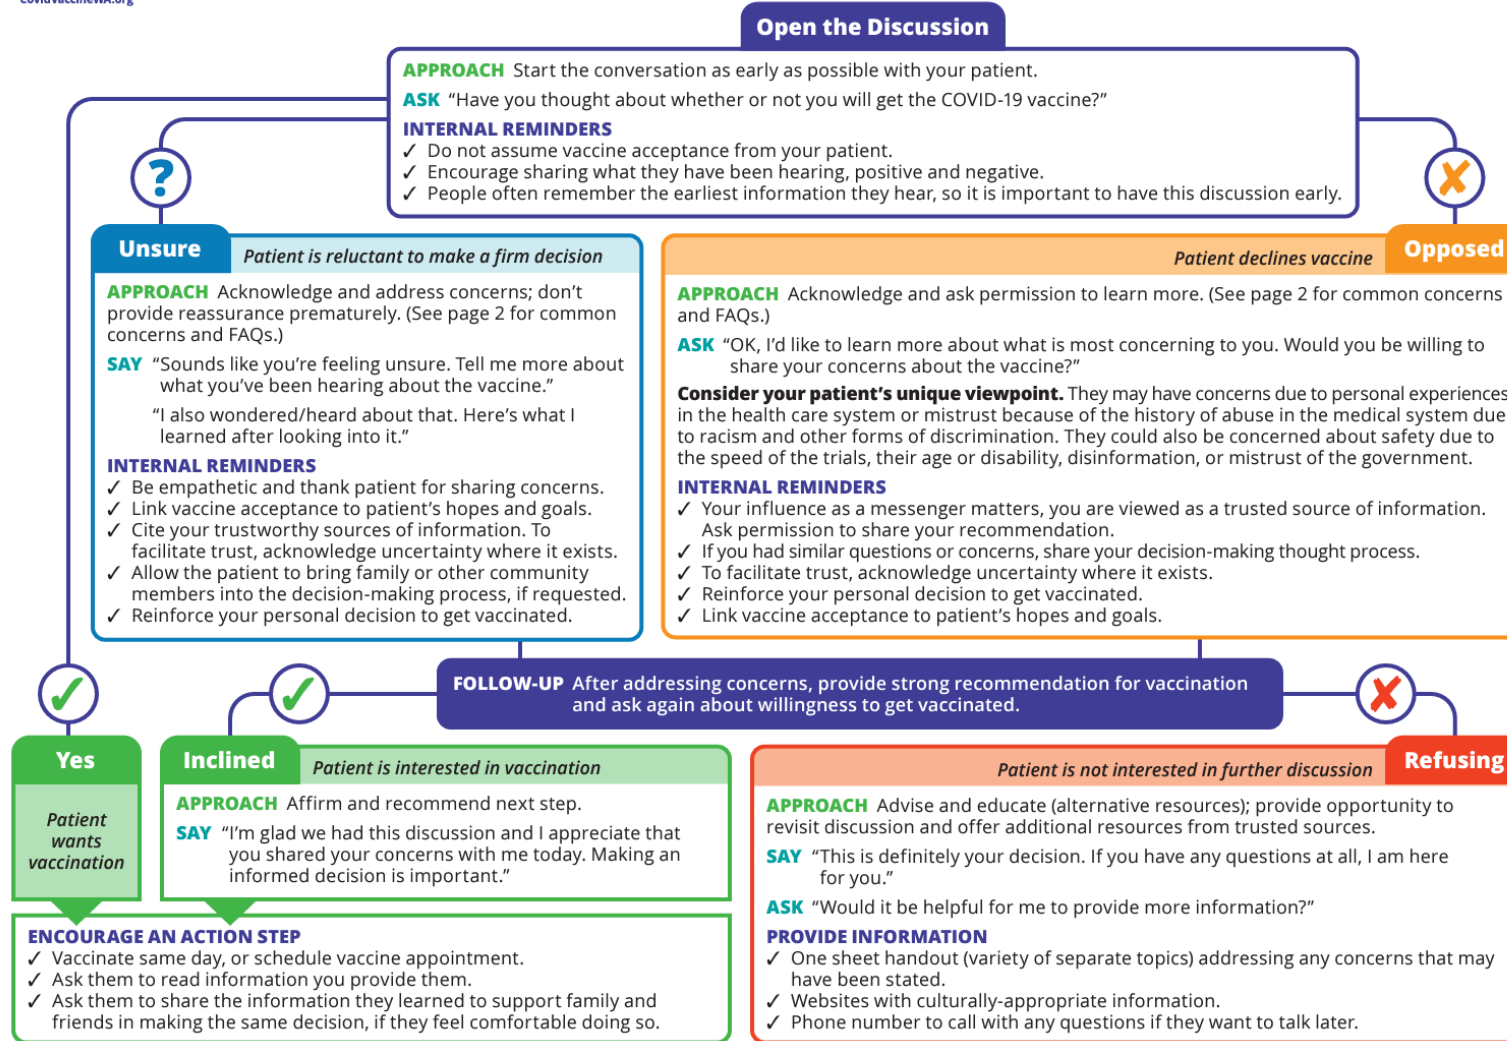 CovidVaccineWA.org
Open the Discussion
APPROACH Start the conversation as early as possible with your patient.
ASK “Have you thought about whether or not you will get the COVID-19 vaccine?”
INTERNAL REMINDERS
✓ Do not assume vaccine acceptance from your patient.
✓ Encourage sharing what they have been hearing, positive and negative.
✓ People often remember the earliest information they hear, so it is important to have this discussion early.
?
✘
Unsure
Patient is reluctant to make a firm decision
APPROACH Acknowledge and address concerns; don’t
provide reassurance prematurely. (See page 2 for common
concerns and FAQs.)
SAY “Sounds like you’re feeling unsure. Tell me more about
what you’ve been hearing about the vaccine.”
“I also wondered/heard about that. Here’s what I
learned after looking into it.”
INTERNAL REMINDERS
✓ Be empathetic and thank patient for sharing concerns.
✓ Link vaccine acceptance to patient’s hopes and goals.
✓ Cite your trustworthy sources of information. To
facilitate trust, acknowledge uncertainty where it exists.
✓ Allow the patient to bring family or other community
members into the decision-making process, if requested.
✓ Reinforce your personal decision to get vaccinated.
Patient declines vaccine
Opposed
APPROACH Acknowledge and ask permission to learn more. (See page 2 for common concerns
and FAQs.)
ASK “OK, I’d like to learn more about what is most concerning to you. Would you be willing to
share your concerns about the vaccine?”
Consider your patient’s unique viewpoint. They may have concerns due to personal experiences
in the health care system or mistrust because of the history of abuse in the medical system due
to racism and other forms of discrimination. They could also be concerned about safety due to
the speed of the trials, their age or disability, disinformation, or mistrust of the government.
INTERNAL REMINDERS
✓ Your influence as a messenger matters, you are viewed as a trusted source of information.
Ask permission to share your recommendation.
✓ If you had similar questions or concerns, share your decision-making thought process.
✓ To facilitate trust, acknowledge uncertainty where it exists.
✓ Reinforce your personal decision to get vaccinated.
✓ Link vaccine acceptance to patient’s hopes and goals.
✓
✓
FOLLOW-UP After addressing concerns, provide strong recommendation for vaccination
and ask again about willingness to get vaccinated.
✘
Yes
Patient
wants
vaccination
Inclined
Patient is interested in vaccination
APPROACH Affirm and recommend next step.
SAY “I’m glad we had this discussion and I appreciate that
you shared your concerns with me today. Making an
informed decision is important.”
ENCOURAGE AN ACTION STEP
✓ Vaccinate same day, or schedule vaccine appointment.
✓ Ask them to read information you provide them.
✓ Ask them to share the information they learned to support family and
friends in making the same decision, if they feel comfortable doing so.
Patient is not interested in further discussion
Refusing
APPROACH Advise and educate (alternative resources); provide opportunity to
revisit discussion and offer additional resources from trusted sources.
SAY “This is definitely your decision. If you have any questions at all, I am here
for you.”
ASK “Would it be helpful for me to provide more information?”
PROVIDE INFORMATION
✓ One sheet handout (variety of separate topics) addressing any concerns that may
have been stated.
✓ Websites with culturally-appropriate information.
✓ Phone number to call with any questions if they want to talk later.